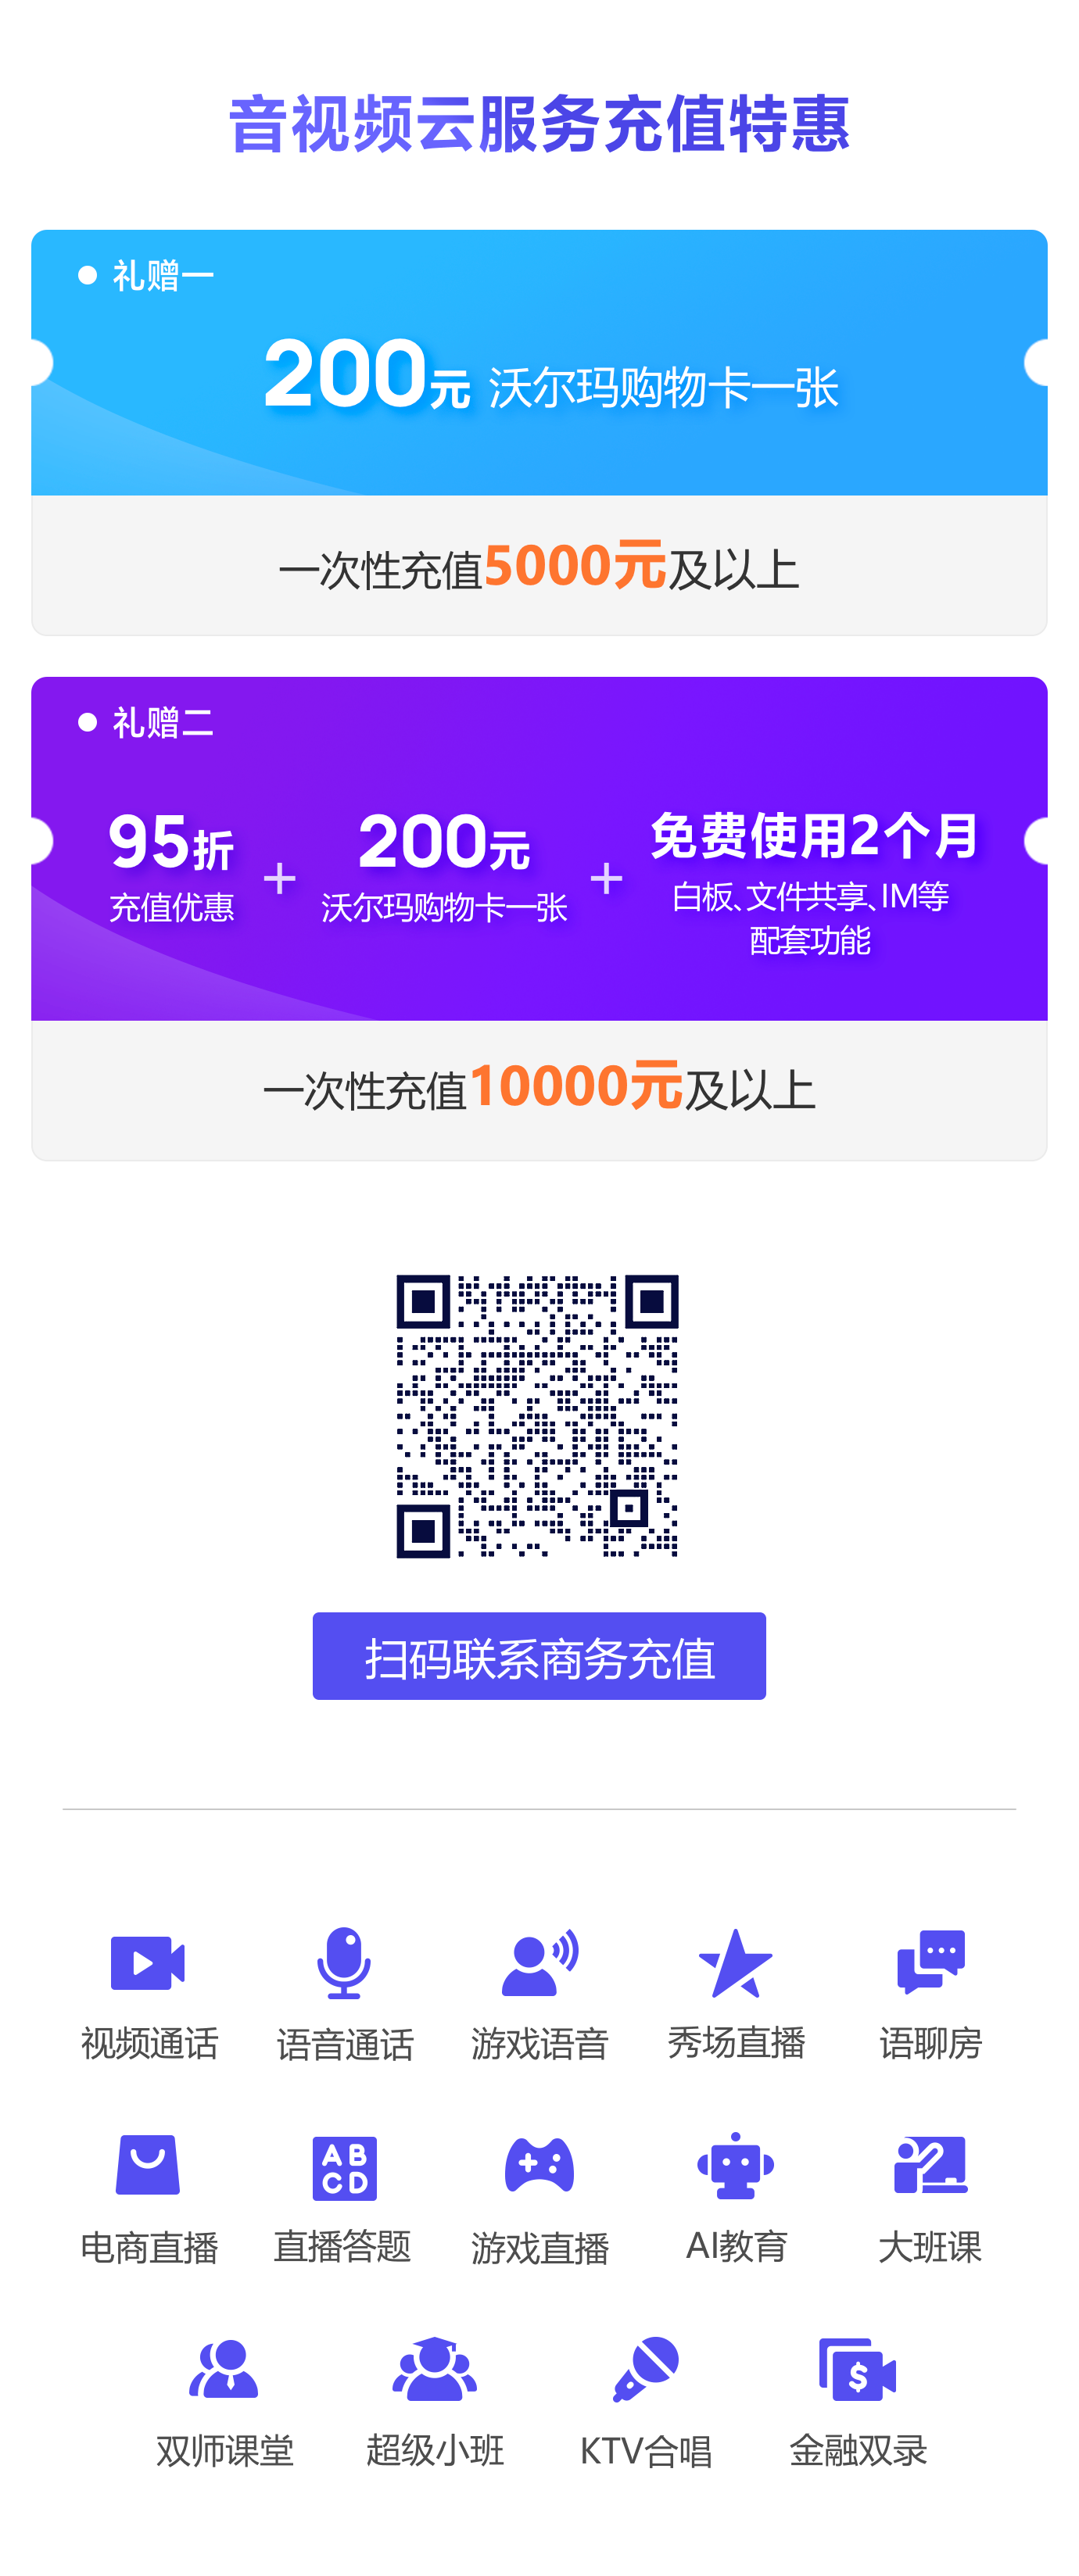 音视频云服务充值特惠
礼赠一
200元 沃尔玛购物卡一张
一次性充值5000元及以上
礼赠二
95折
充值优惠
+
200元
沃尔玛购物卡一张
+
免费使用2个月
白板、文件共享、IM等
配套功能
一次性充值10000元及以上
扫码联系商务充值
视频通话
语音通话
游戏语音
秀场直播
语聊房
电商直播
A B
C D
直播答题
游戏直播
AI教育
大班课
双师课堂
超级小班
KTV合唱
$
金融双录